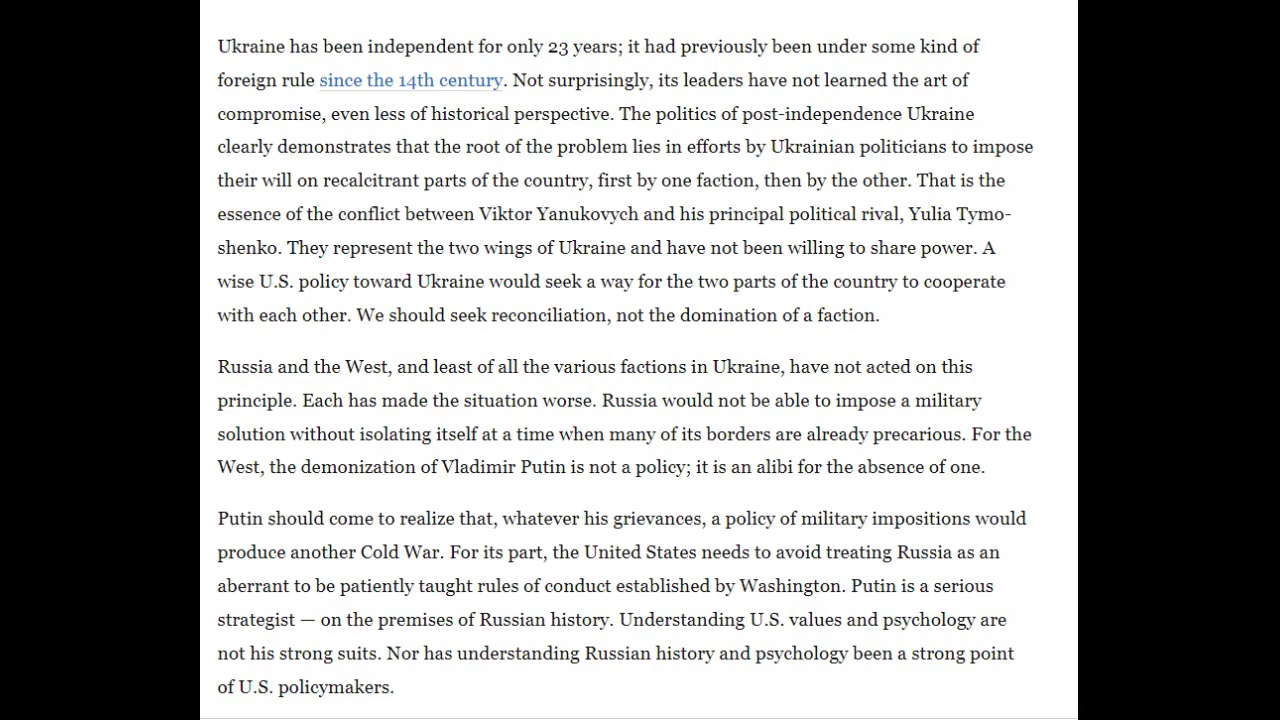 Ukraine has been independent for only 23 years; it had previously been under some kind of
foreign rule since the 14th century. Not surprisingly, its leaders have not learned the art of
compromise, even less of historical perspective. The politics of post-independence Ukraine
clearly demonstrates that the root of the problem lies in efforts by Ukrainian politicians to impose
their will on recalcitrant parts of the country, first by one faction, then by the other. That is the
essence of the conflict between Viktor Yanukovych and his principal political rival, Yulia Tymo-
shenko. They represent the two wings of Ukraine and have not been willing to share power. A
wise U.S. policy toward Ukraine would seek a way for the two parts of the country to cooperate
with each other. We should seek reconciliation, not the domination of a faction.
Russia and the West, and least of all the various factions in Ukraine, have not acted on this
principle. Each has made the situation worse. Russia would not be able to impose a military
solution without isolating itself at a time when many of its borders are already precarious. For the
West, the demonization of Vladimir Putin is not a policy; it is an alibi for the absence of one.
Putin should come to realize that, whatever his grievances, a policy of military impositions would
produce another Cold War. For its part, the United States needs to avoid treating Russia as an
aberrant to be patiently taught rules of conduct established by Washington. Putin is a serious
strategist — on the premises of Russian history. Understanding U.S. values and psychology are
not his strong suits. Nor has understanding Russian history and psychology been a strong point
of U.S. policymakers.